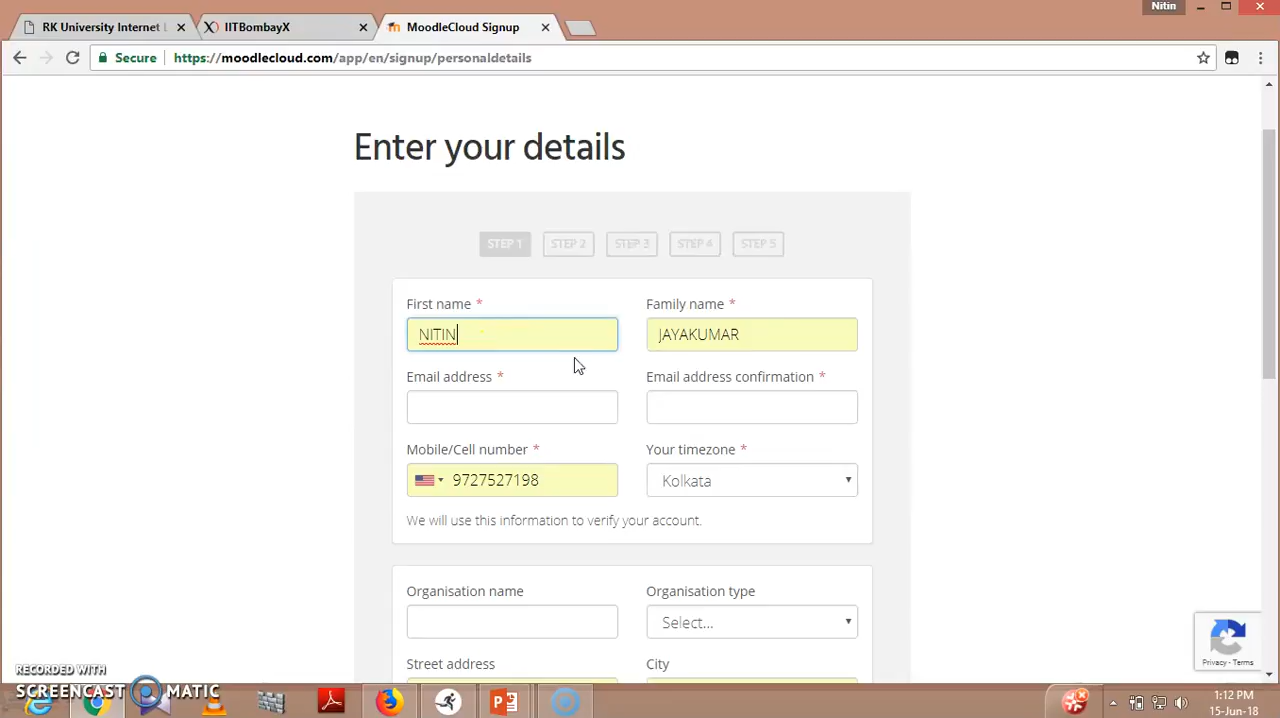 Nitin
RK University Internet L
IITBombayX
MoodleCloud Signup
Secure
https://moodlecloud.com/app/en/signup/personaldetails
Enter your details
STEP 1
STEP 2
STEP 3
STEP 4
STEP 5
First name *
Family name *
NITIN
JAYAKUMAR
Email address *
Email address confirmation *
Mobile/Cell number *
Your timezone *
9727527198
Kolkata
We will use this information to verify your account.
Organisation name
Organisation type
Select...
Street address
City
Privacy - Terms
RECORDED WITH
SCREENCAST MATIC
1:12 PM
15-Jun-18